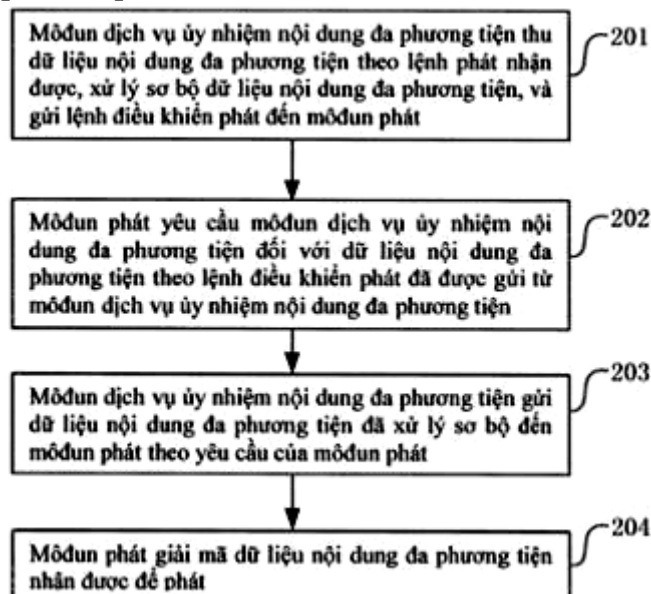 Môđun dịch vụ ủy nhiệm nội dung đa phương tiện thu
dữ liệu nội dung đa phương tiện theo lệnh phát nhận
được, xử lý sơ bộ dữ liệu nội dung đa phương tiện, và
gửi lệnh điều khiển phát đến môđun phát
201
Môđun phát yêu cầu môđun dịch vụ ủy nhiệm nội
dung đa phương tiện đối với dữ liệu nội dung đa
phương tiện theo lệnh điều khiển phát đã được gửi từ
môđun dịch vụ ủy nhiệm nội dung đa phương tiện
202
Môđun dịch vụ ủy nhiệm nội dung đa phương tiện gửi
dữ liệu nội dung đa phương tiện đã xử lý sơ bộ đến
môđun phát theo yêu cầu của môđun phát
203
Môđun phát giải mã dữ liệu nội dung đa phương tiện
nhận được để phát
204